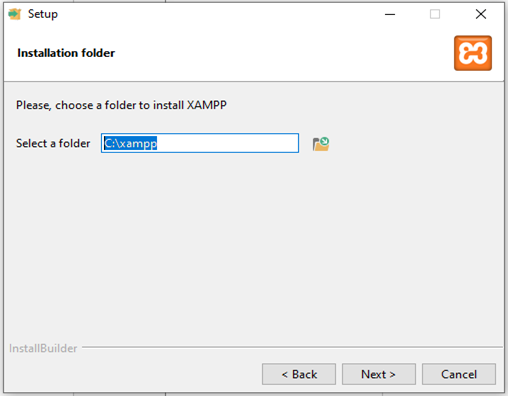 Setup
Installation folder
Please, choose a folder to install XAMPP
Select a folder C:\xampp
InstallBuilder
< Back Next > Cancel